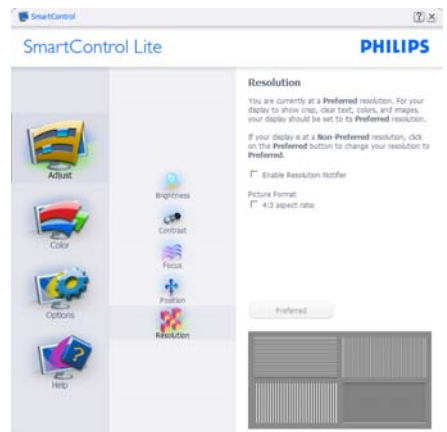 SmartControl
SmartControl Lite
PHILIPS
Adjust
Color
Options
Help
Brightness
Contrast
Focus
Position
Resolution
Resolution
You are currently at a Preferred resolution. For your
display to show crisp, clear text, colors, and images,
your display should be set to its Preferred resolution.
If your display is at a Non-Preferred resolution, click
on the Preferred button to change your resolution to
Preferred.
Enable Resolution Notifier
Picture Format
4:3 aspect ratio
Preferred